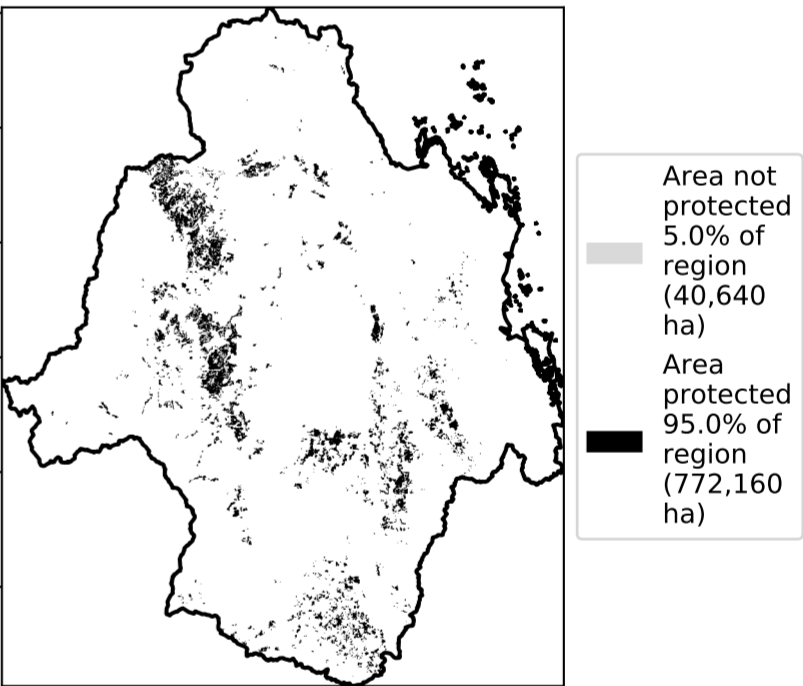 Area not
protected
5.0% of
region
(40,640
ha)
Area
protected
95.0% of
region
(772,160
ha)